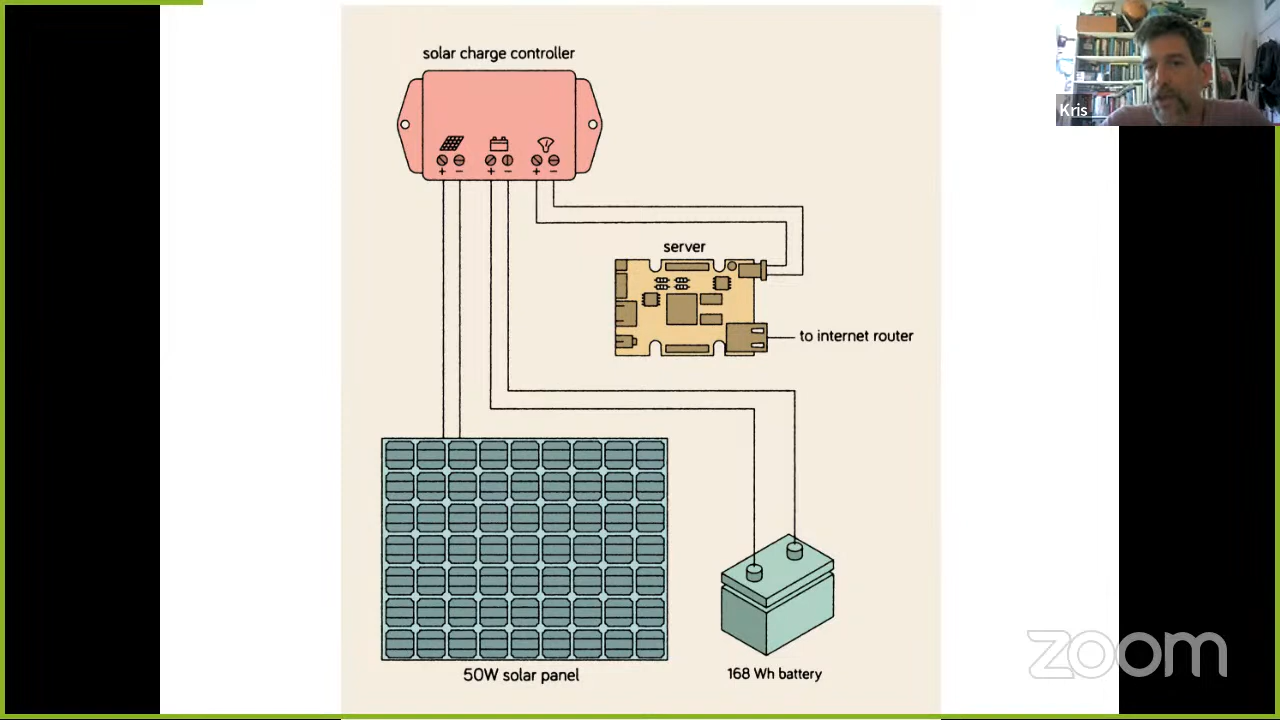 solar charge controller
+ − + − + −
server
to internet router
50W solar panel
168 Wh battery
Kris
zoom